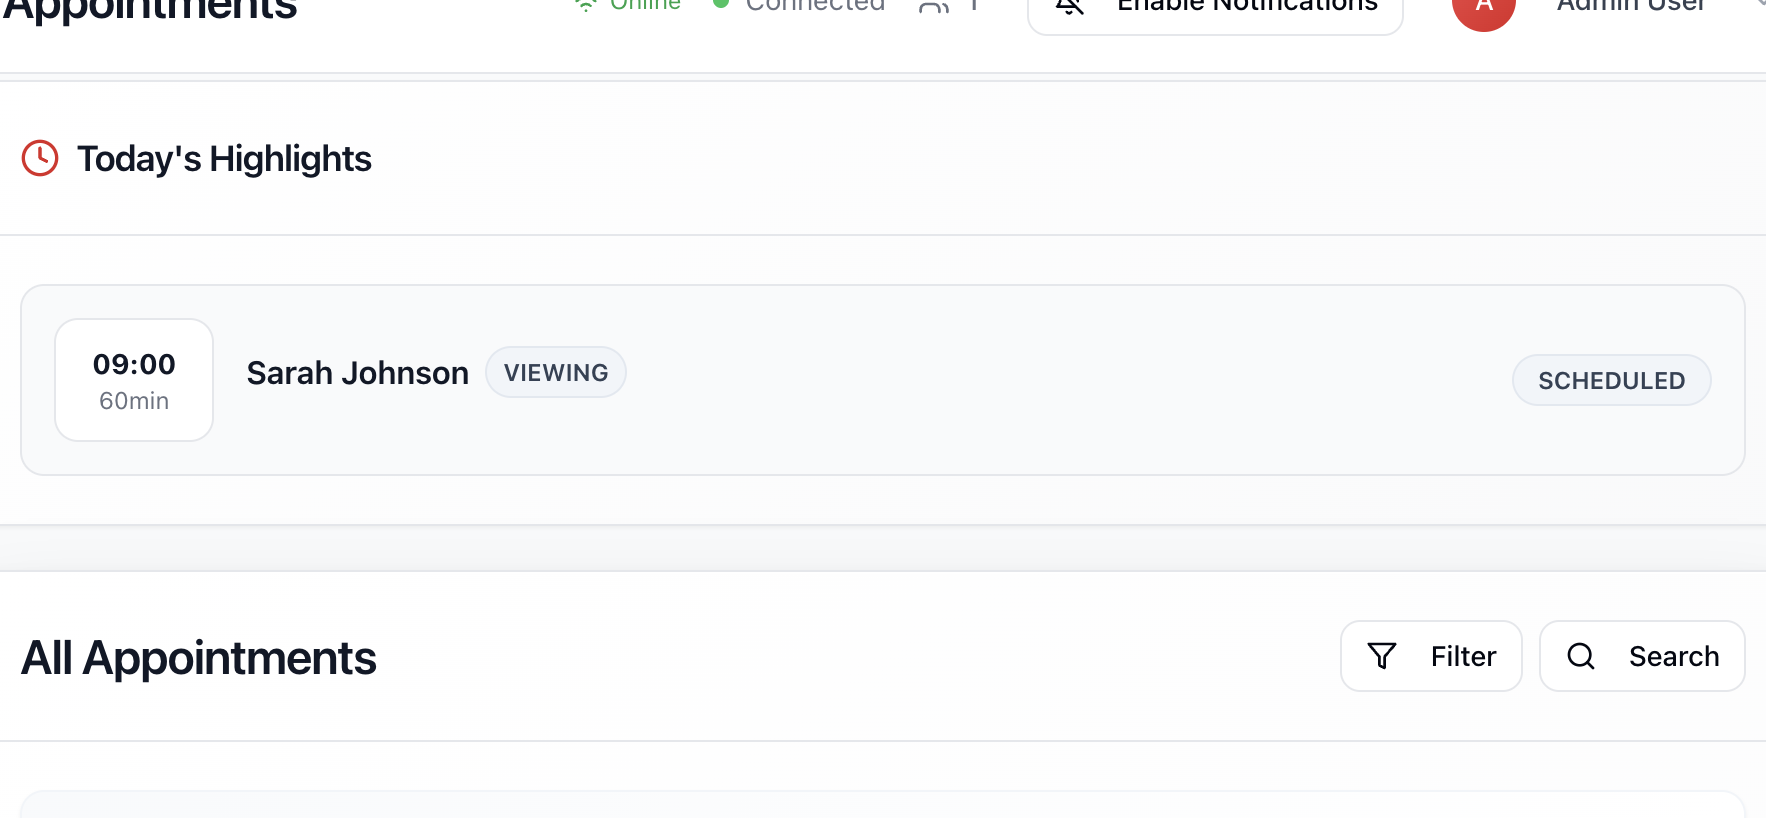 Appointments
Online
Connected
1
Enable Notifications
A
Admin User
Today's Highlights
09:00
60min
Sarah Johnson
VIEWING
SCHEDULED
All Appointments
Filter
Search